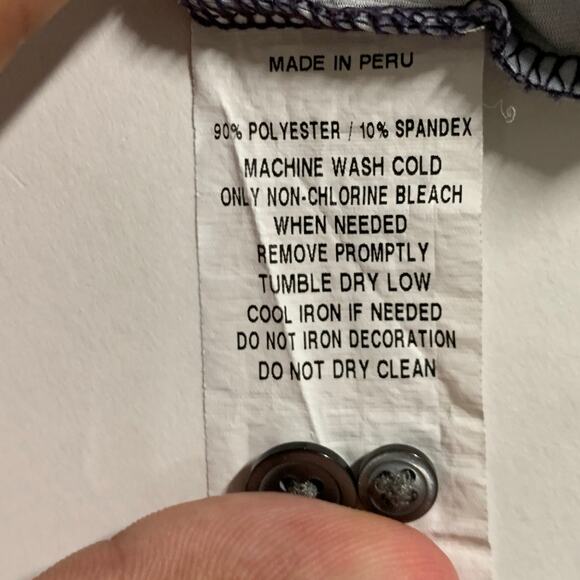 MADE IN PERU
90% POLYESTER / 10% SPANDEX
MACHINE WASH COLD
ONLY NON-CHLORINE BLEACH
WHEN NEEDED
REMOVE PROMPTLY
TUMBLE DRY LOW
COOL IRON IF NEEDED
DO NOT IRON DECORATION
DO NOT DRY CLEAN